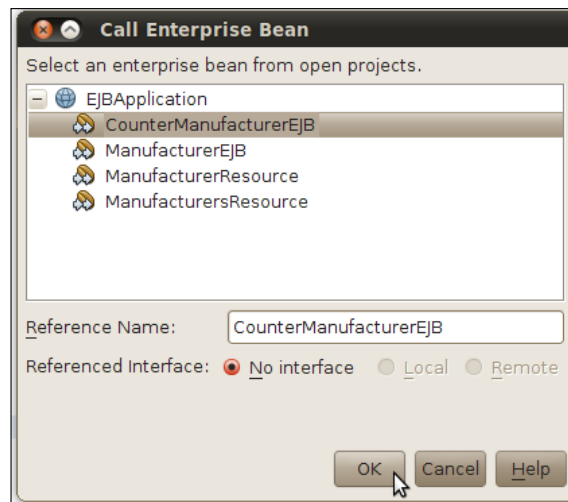 Call Enterprise Bean
Select an enterprise bean from open projects.
EJBApplication
CounterManufacturerEJB
ManufacturerEJB
ManufacturerResource
ManufacturersResource
Reference Name: CounterManufacturerEJB
Referenced Interface: No interface Local Remote
OK Cancel Help